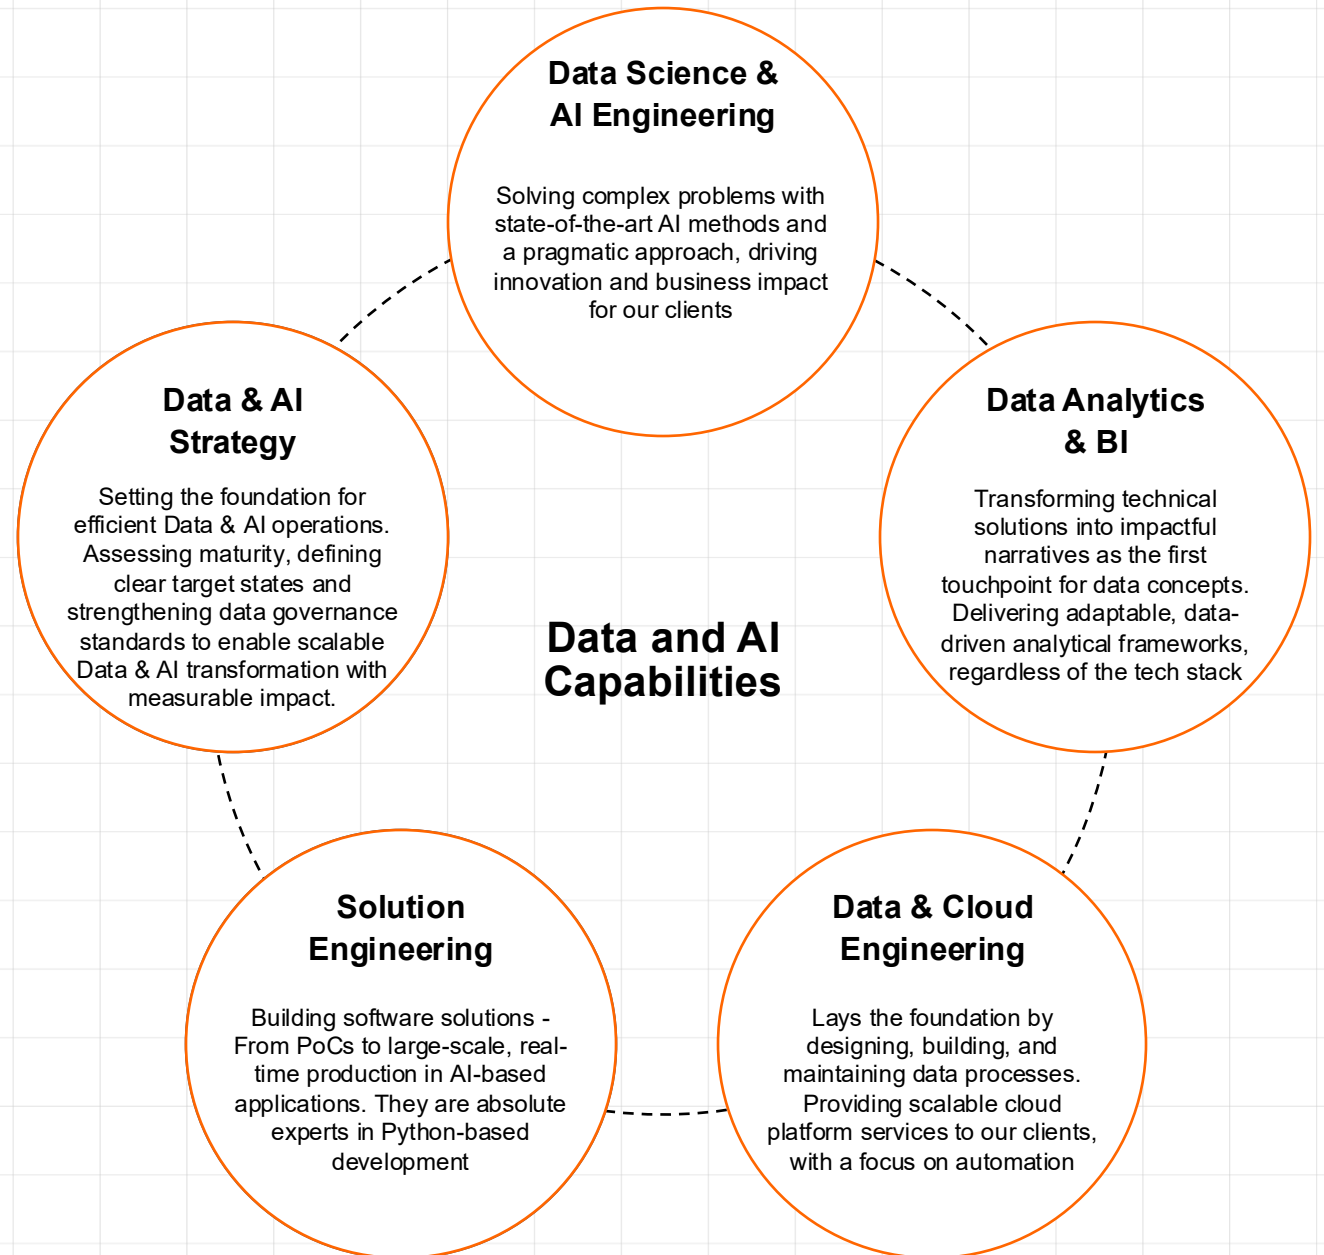 Data Science &
AI Engineering
Solving complex problems with
state-of-the-art AI methods and
a pragmatic approach, driving
innovation and business impact
for our clients
Data & AI
Strategy
Setting the foundation for
efficient Data & AI operations.
Assessing maturity, defining
clear target states and
strengthening data governance
standards to enable scalable
Data & AI transformation with
measurable impact.
Data Analytics
& BI
Transforming technical
solutions into impactful
narratives as the first
touchpoint for data concepts.
Delivering adaptable, data-
driven analytical frameworks,
regardless of the tech stack
Data and AI
Capabilities
Solution
Engineering
Building software solutions -
From PoCs to large-scale, real-
time production in AI-based
applications. They are absolute
experts in Python-based
development
Data & Cloud
Engineering
Lays the foundation by
designing, building, and
maintaining data processes.
Providing scalable cloud
platform services to our clients,
with a focus on automation